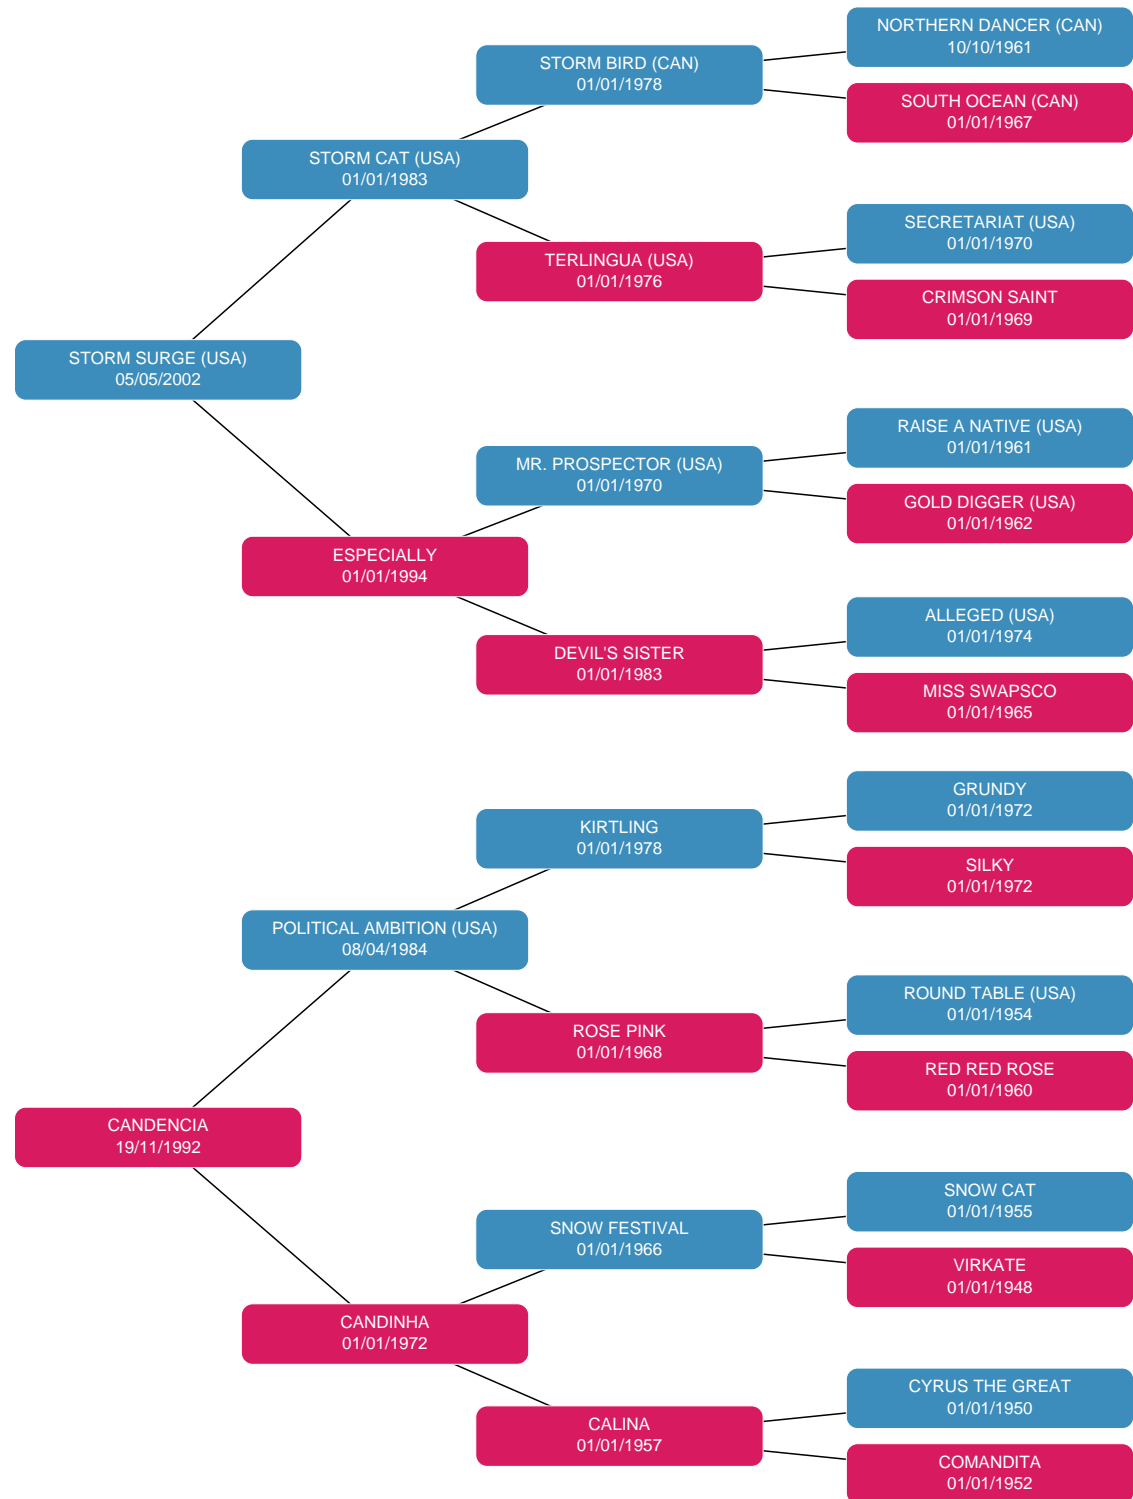 NORTHERN DANCER (CAN)
10/10/1961
STORM BIRD (CAN)
01/01/1978
SOUTH OCEAN (CAN)
01/01/1967
STORM CAT (USA)
01/01/1983
SECRETARIAT (USA)
01/01/1970
TERLINGUA (USA)
01/01/1976
CRIMSON SAINT
01/01/1969
STORM SURGE (USA)
05/05/2002
RAISE A NATIVE (USA)
01/01/1961
MR. PROSPECTOR (USA)
01/01/1970
GOLD DIGGER (USA)
01/01/1962
ESPECIALLY
01/01/1994
ALLEGED (USA)
01/01/1974
DEVIL'S SISTER
01/01/1983
MISS SWAPSCO
01/01/1965
GRUNDY
01/01/1972
KIRTLING
01/01/1978
SILKY
01/01/1972
POLITICAL AMBITION (USA)
08/04/1984
ROUND TABLE (USA)
01/01/1954
ROSE PINK
01/01/1968
RED RED ROSE
01/01/1960
CANDENCIA
19/11/1992
SNOW CAT
01/01/1955
SNOW FESTIVAL
01/01/1966
VIRKATE
01/01/1948
CANDINHA
01/01/1972
CYRUS THE GREAT
01/01/1950
CALINA
01/01/1957
COMANDITA
01/01/1952